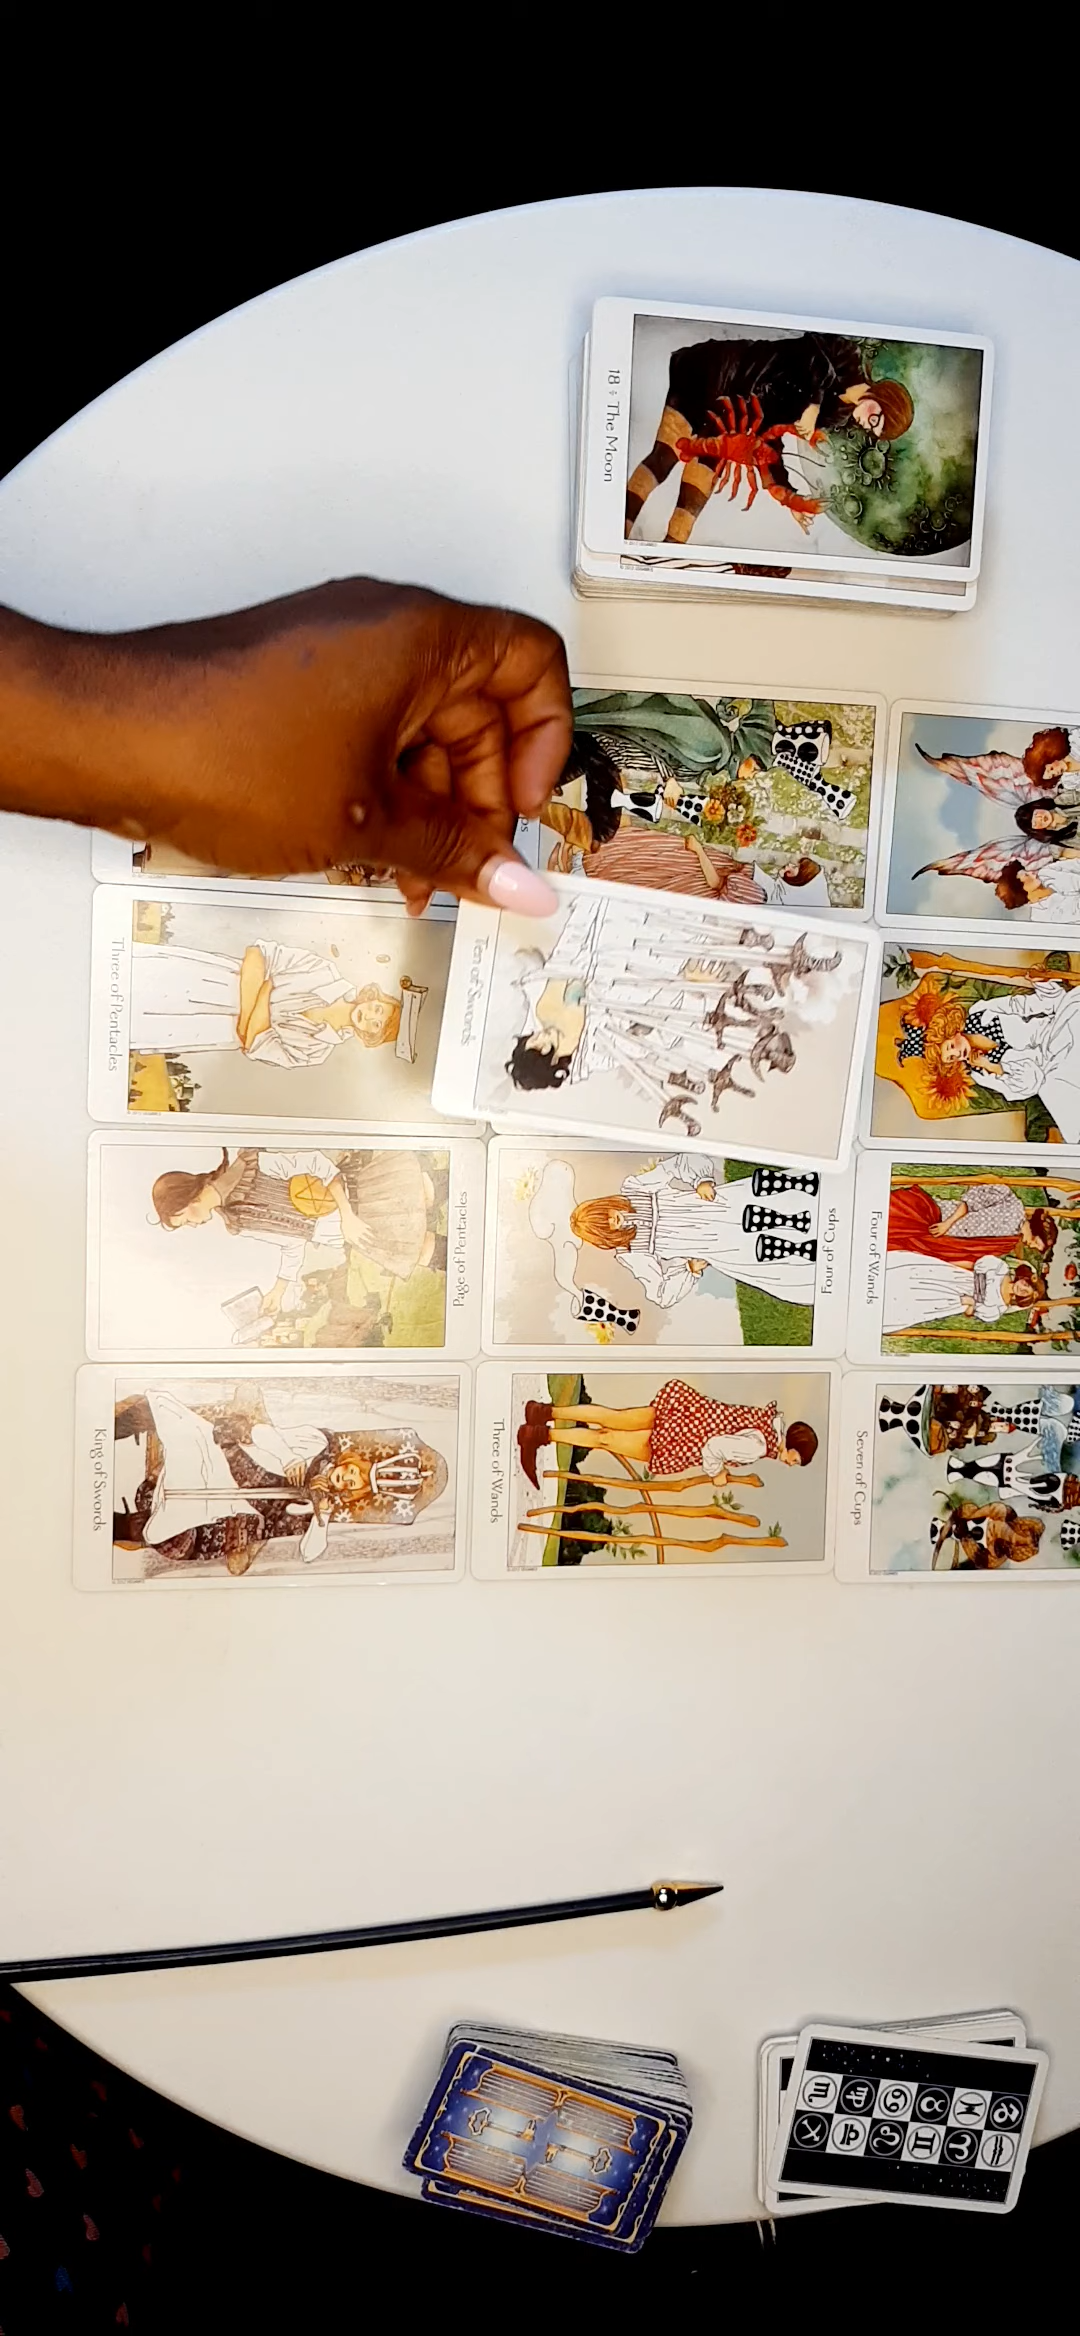 18 ♀ The Moon
Three of Pentacles
Ten of Swords
Page of Pentacles
Four of Cups
Four of Wands
King of Swords
Three of Wands
Seven of Cups